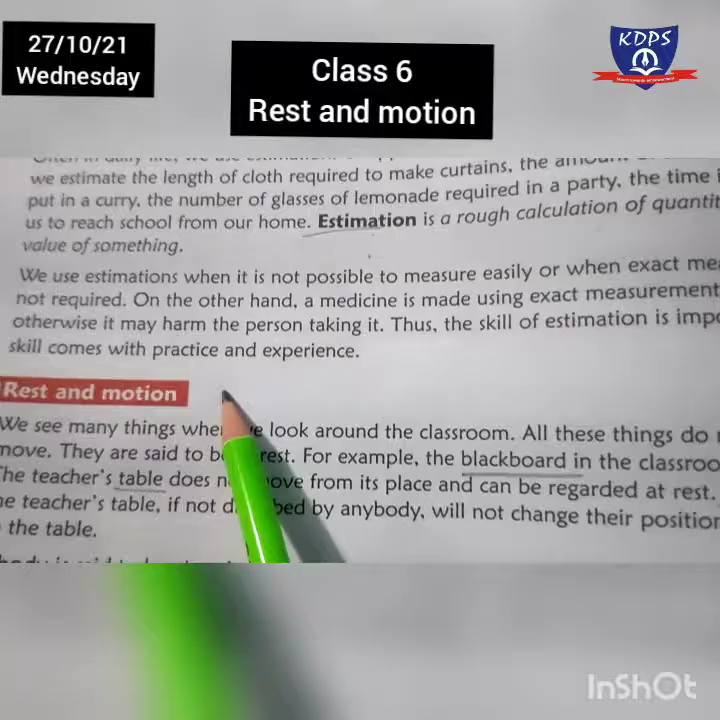 27/10/21
Wednesday
Class 6
Rest and motion
KDPS
we estimate the length of cloth required to make curtains, the
put in a curry, the number of glasses of lemonade required in a party, the time
us to reach school from our home. Estimation is a rough calculation of quantit
value of something.
We use estimations when it is not possible to measure easily or when exact me
not required. On the other hand, a medicine is made using exact measurement
otherwise it may harm the person taking it. Thus, the skill of estimation is impo
skill comes with practice and experience.
Rest and motion
We see many things whe e look around the classroom. All these things do
move. They are said to b rest. For example, the blackboard in the classroo
The teacher's table does n ove from its place and can be regarded at rest.
he teacher's table, if not d bed by anybody, will not change their position
the table.
InShOt